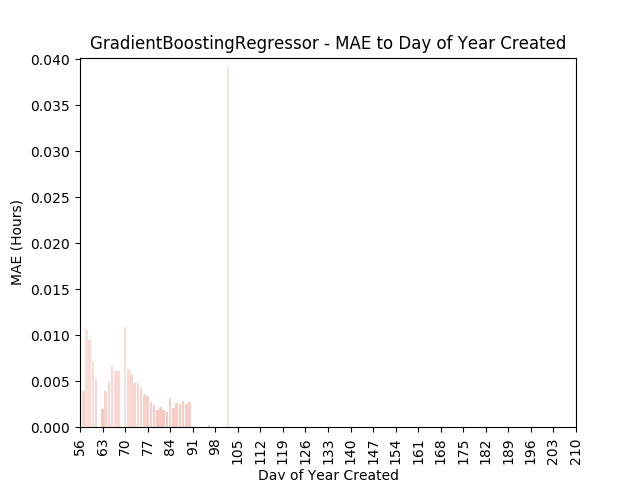 GradientBoostingRegressor - MAE to Day of Year Created
0.040
0.035
0.030
0.025
0.020
0.015
0.010
0.005
0.000
MAE (Hours)
56 63 70 77 84 91 98 105 112 119 126 133 140 147 154 161 168 175 182 189 196 203 210
Day of Year Created